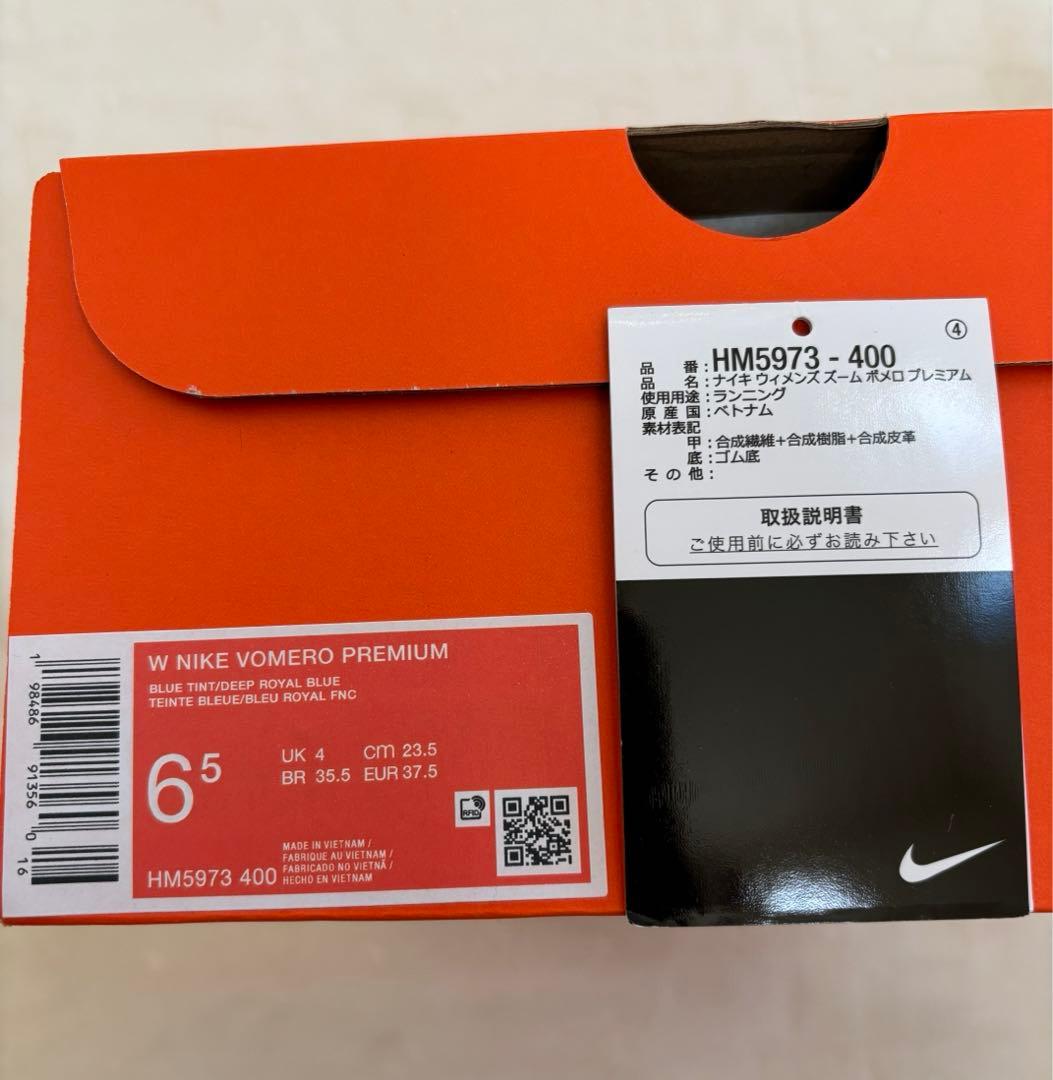 ④
品　番：HM5973 - 400
品　名：ナイキ ウィメンズ ズーム ボメロ プレミアム
使用用途：ランニング
原産国：ベトナム
素材表記
甲：合成繊維+合成樹脂+合成皮革
底：ゴム底
その他：
取扱説明書
ご使用前に必ずお読み下さい
W NIKE VOMERO PREMIUM
BLUE TINT/DEEP ROYAL BLUE
TEINTE BLEUE/BLEU ROYAL FNC
6.5
UK 4 CM 23.5
BR 35.5 EUR 37.5
RFID
MADE IN VIETNAM /
FABRIQUE AU VIETNAM /
FABRICADO NO VIETNÃ /
HECHO EN VIETNAM
HM5973 400
1 98486 91356 0 16